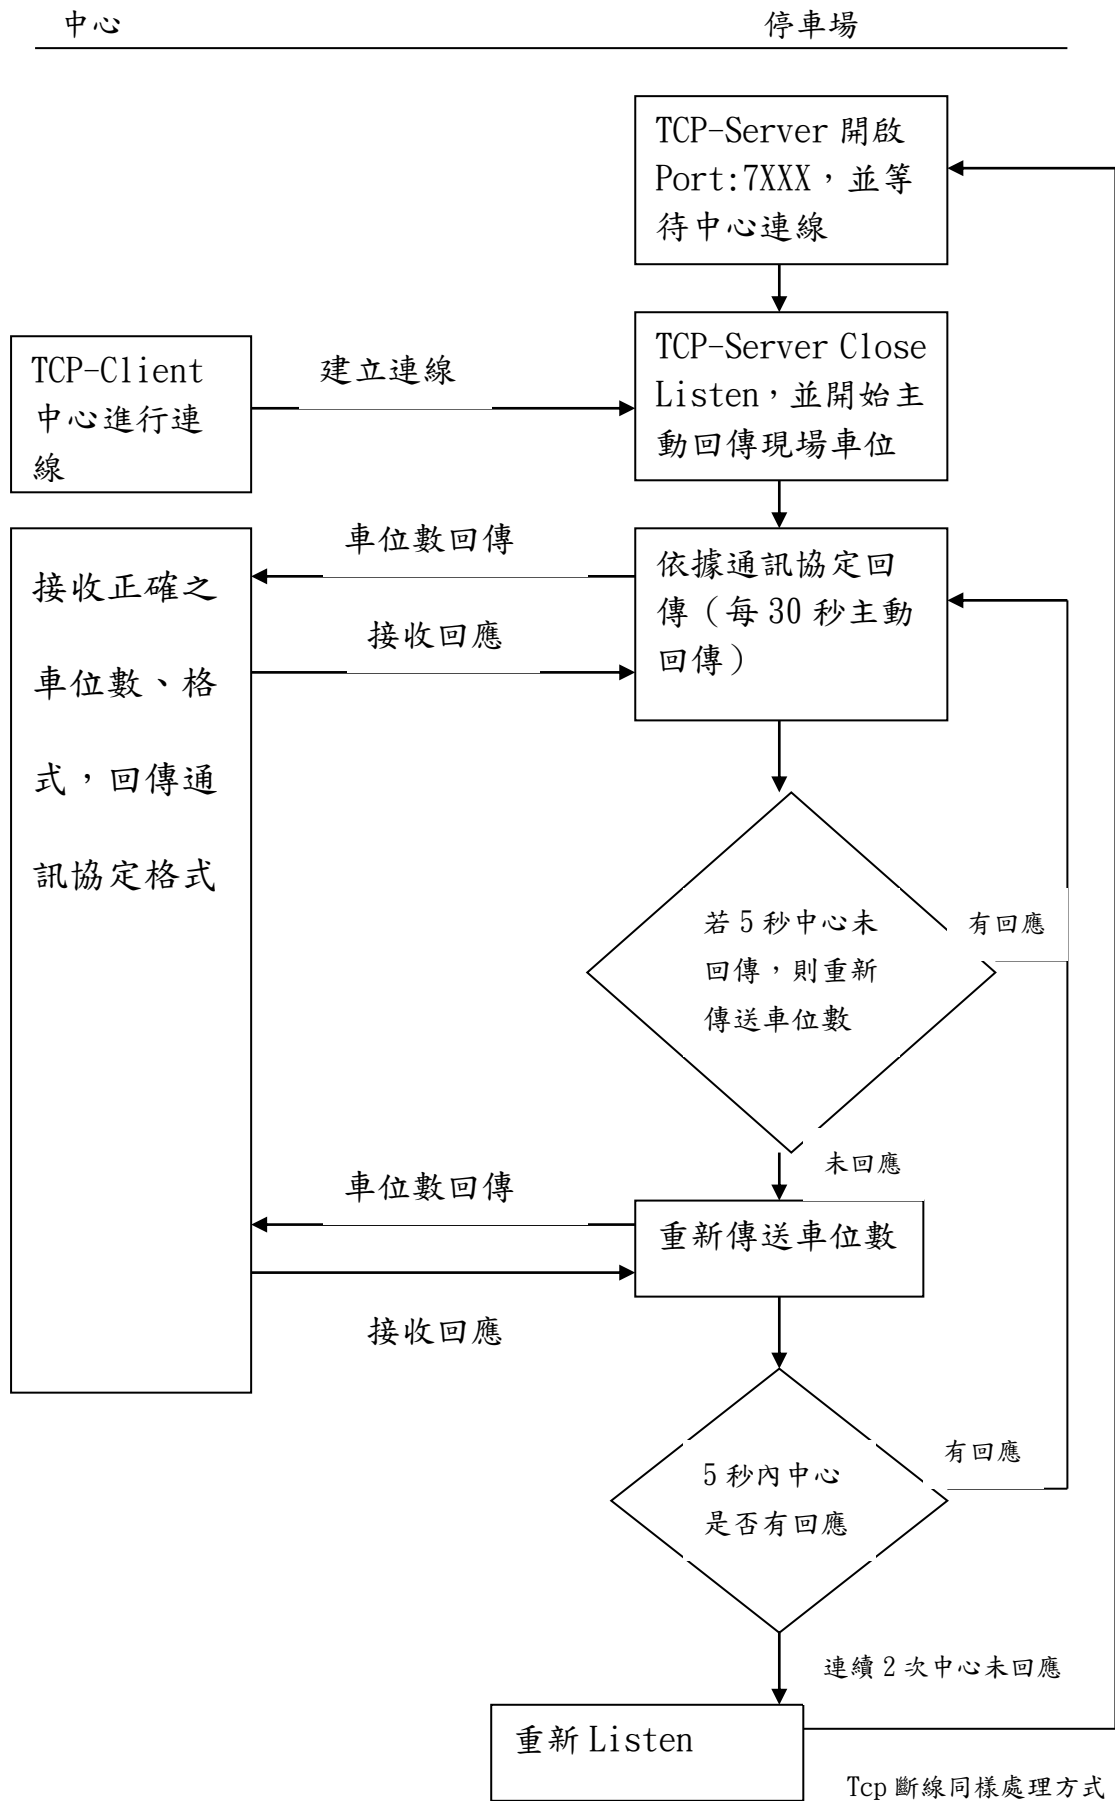 中心
停車場
TCP-Server 開啟
Port:7XXX，並等
待中心連線
TCP-Client
中心進行連
線
建立連線
TCP-Server Close
Listen，並開始主
動回傳現場車位
接收正確之
車位數、格
式，回傳通
訊協定格式
車位數回傳
接收回應
依據通訊協定回
傳（每 30 秒主動
回傳）
若 5 秒中心未
回傳，則重新
傳送車位數
有回應
未回應
車位數回傳
接收回應
重新傳送車位數
5 秒內中心
是否有回應
有回應
連續 2 次中心未回應
重新 Listen
Tcp 斷線同樣處理方式